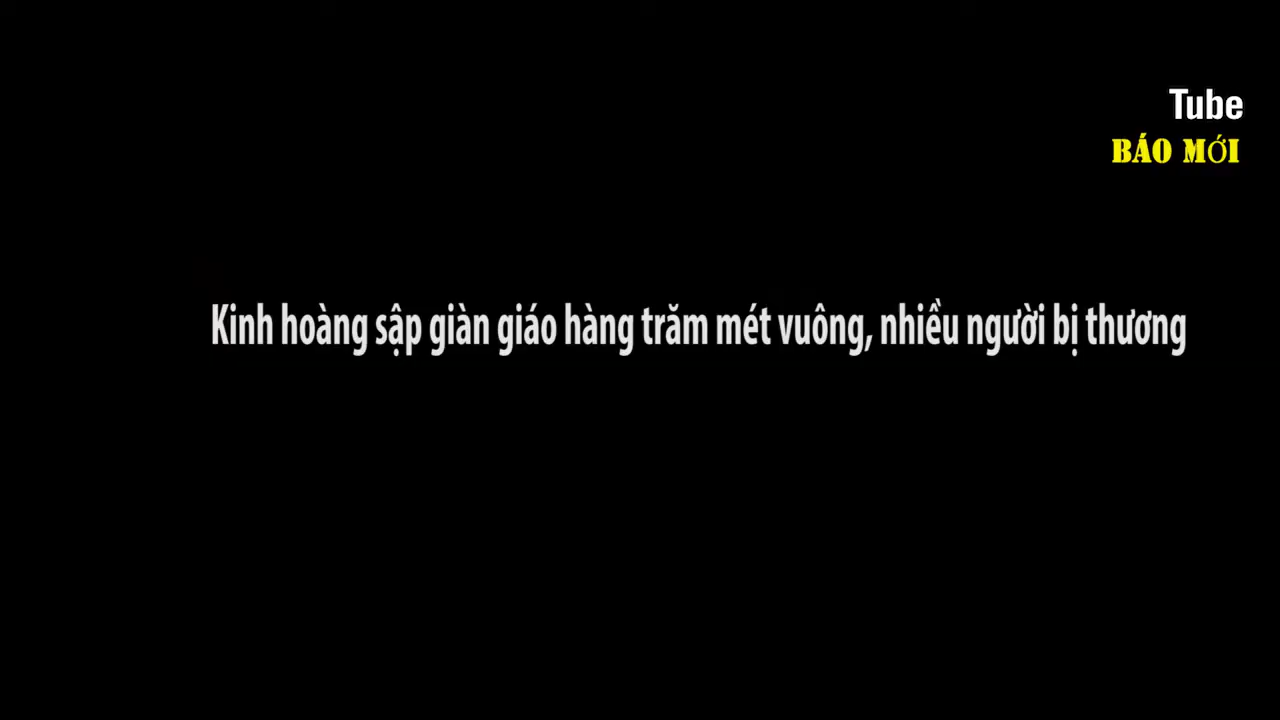 Tube
BÁO MỚI
Kinh hoàng sập giàn giáo hàng trăm mét vuông, nhiều người bị thương